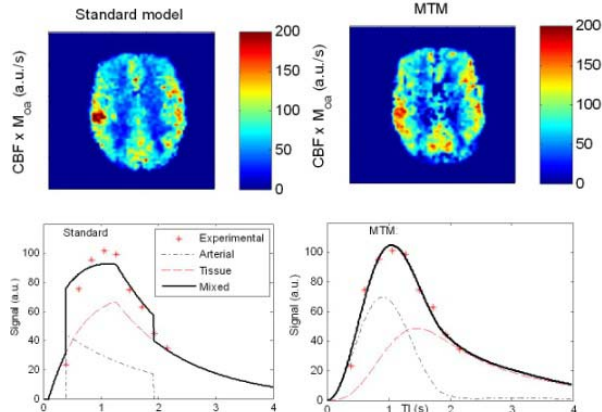 Standard model
MTM
CBF x Moa (a.u./s)
200
150
100
50
0
CBF x Moa (a.u./s)
200
150
100
50
0
Standard
Experimental
Arterial
Tissue
Mixed
Signal (a.u.)
100
80
60
40
20
0
0
1
2
3
4
MTM:
Signal (a.u.)
100
80
60
40
20
0
0
1
2
3
4
TI (s)